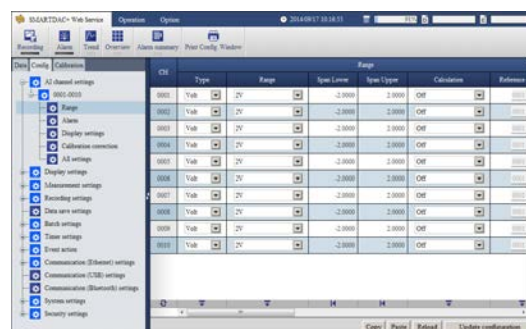 SMARTDAC+ Web Service Operation Option 2014/09/17 10:16:53
Recording Alarm Trend Overview Alarm summary Print Config. Window
Data Config Calibration
AI channel settings
0001-0010
Range
Alarm
Display settings
Calibration correction
All settings
Display settings
Measurement settings
Recording settings
Data save settings
Batch settings
Timer settings
Event action
Communication (Ethernet) settings
Communication (USB) settings
Communication (Bluetooth) settings
System settings
Security settings
CH Range
Type Range Span Lower Span Upper Calculation Reference
0001 Volt 2V -2.0000 2.0000 Off
0002 Volt 2V -2.0000 2.0000 Off
0003 Volt 2V -2.0000 2.0000 Off
0004 Volt 2V -2.0000 2.0000 Off
0005 Volt 2V -2.0000 2.0000 Off
0006 Volt 2V -2.0000 2.0000 Off
0007 Volt 2V -2.0000 2.0000 Off
0008 Volt 2V -2.0000 2.0000 Off
0009 Volt 2V -2.0000 2.0000 Off
0010 Volt 2V -2.0000 2.0000 Off
Copy Paste Reload Update configuration